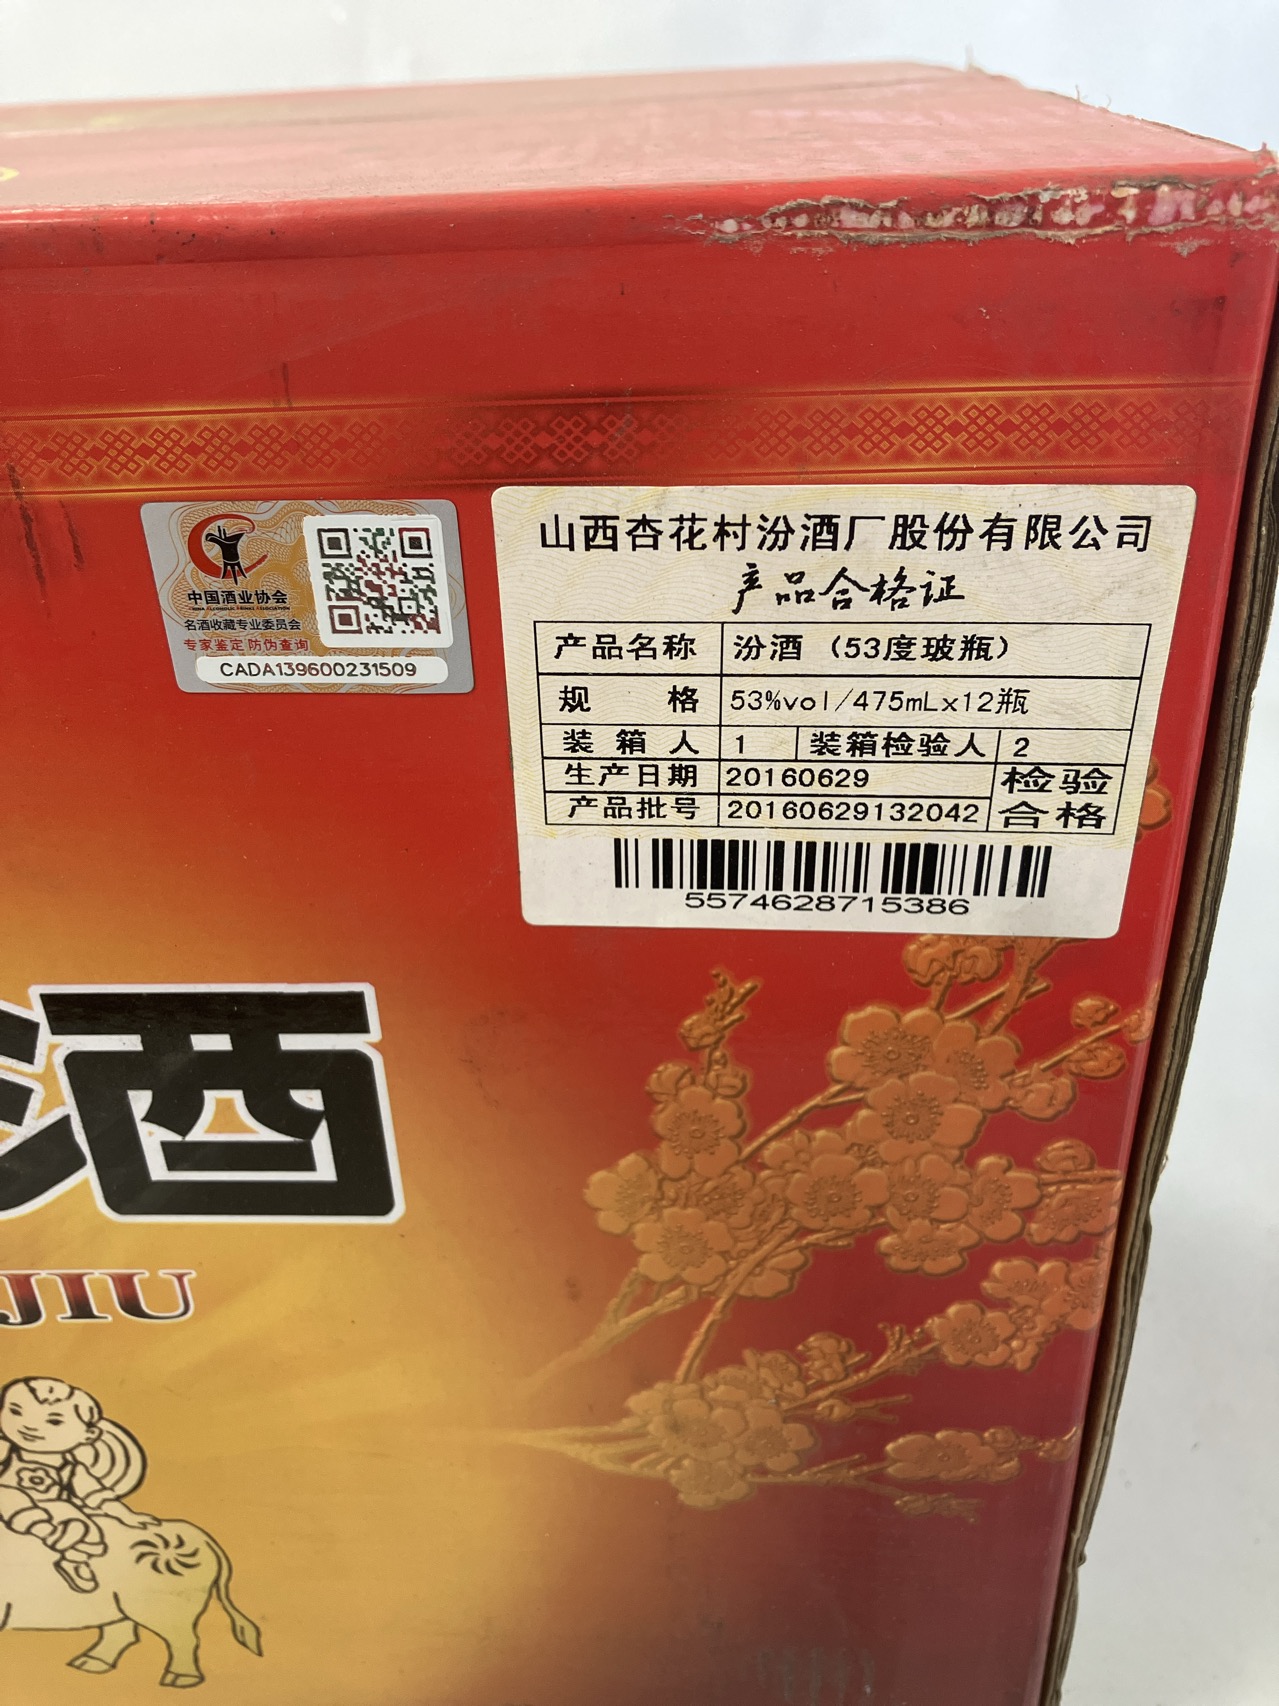 中国酒业协会
CHINA ALCOHOLIC DRINKS ASSOCIATION
名酒收藏专业委员会
专家鉴定 防伪查询
CADA139600231509
山西杏花村汾酒厂股份有限公司
产品合格证
产品名称 汾酒（53度玻瓶）
规 格 53%vol/475mLx12瓶
装箱人 1 装箱检验人 2
生产日期 20160629 检验
产品批号 20160629132042 合格
5574628715386
酒
JIU